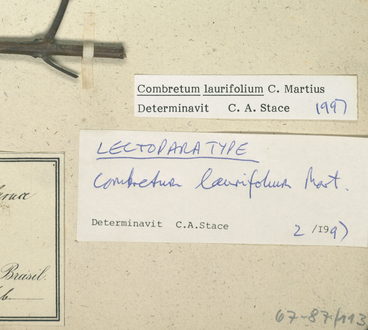 Combretum laurifolium C. Martius
Determinavit C. A. Stace 1997
LECTOPARATYPE
Combretum laurifolium Mart.
Determinavit C.A.Stace 2/1997
Brasil.
67-87/113